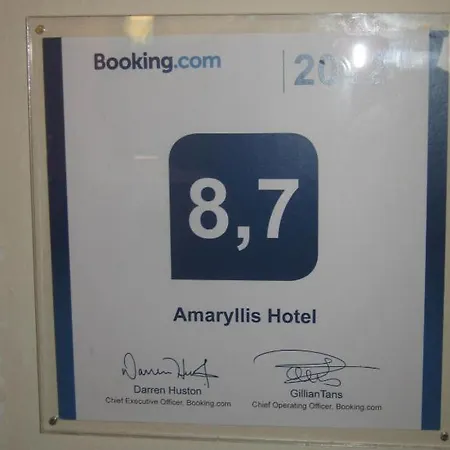 Booking.com
8,7
Amaryllis Hotel
Darren Huston
Chief Executive Officer, Booking.com
GillianTans
Chief Operating Officer, Booking.com